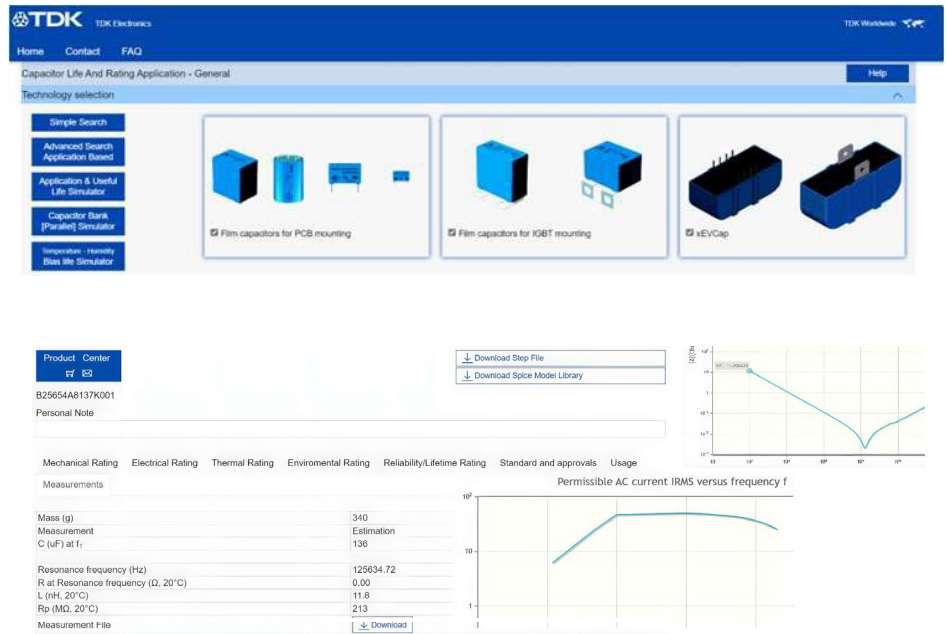 TDK TDK Electronics
TDK Worldwide
Home Contact FAQ
Capacitor Life And Rating Application - General
Help
Technology selection
Simple Search
Advanced Search
Application Based
Application & Useful
Life Simulator
Capacitor Bank
[Parallel] Simulator
Temperature - Humidity
Bias life Simulator
Film capacitors for PCB mounting
Film capacitors for IGBT mounting
xEVCap
Product Center
Download Step File
Download Spice Model Library
B25654A8137K001
Personal Note
Mechanical Rating Electrical Rating Thermal Rating Enviromental Rating Reliability/Lifetime Rating Standard and approvals Usage
Measurements
Mass (g) 340
Measurement Estimation
C (uF) at f₁ 136
Resonance frequency (Hz) 125634.72
R at Resonance frequency (Ω, 20°C) 0.00
L (nH, 20°C) 11.8
Rp (MΩ, 20°C) 213
Measurement File Download
Permissible AC current IRMS versus frequency f
10²
10
1